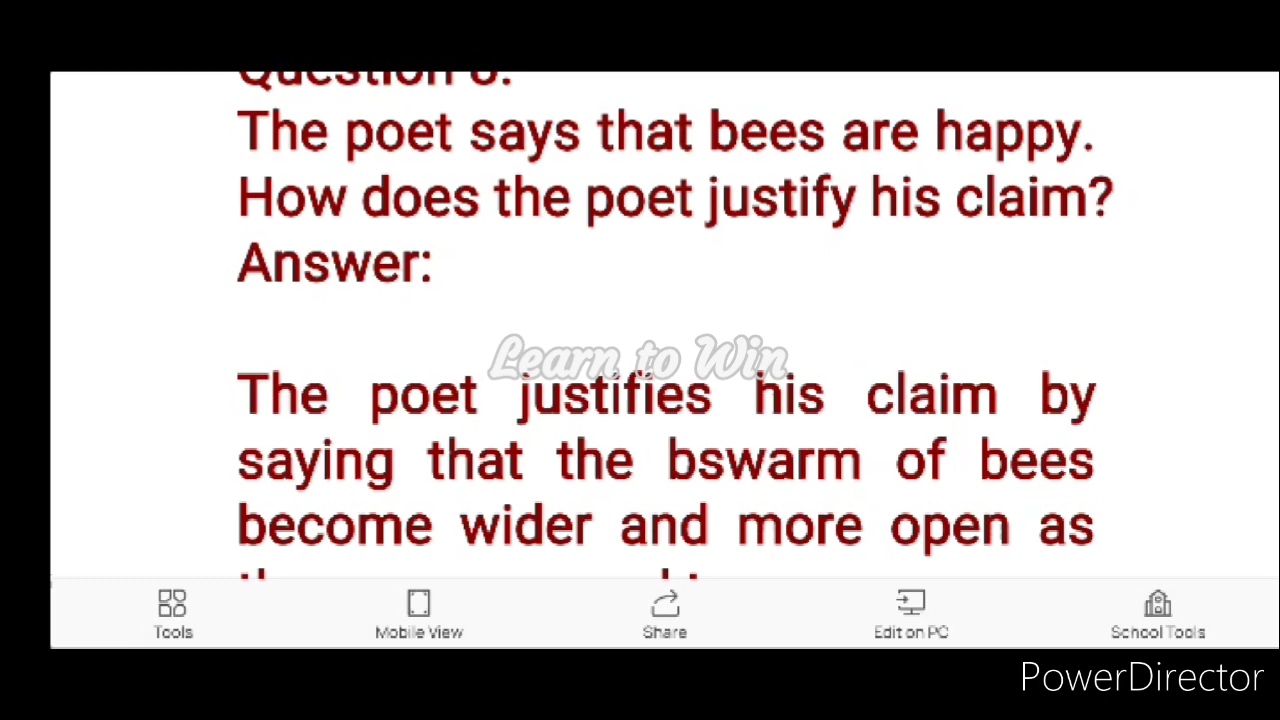 Question 8:
The poet says that bees are happy.
How does the poet justify his claim?
Answer:
Learn to Win
The poet justifies his claim by
saying that the bswarm of bees
become wider and more open as
Tools
Mobile View
Share
Edit on PC
School Tools
PowerDirector